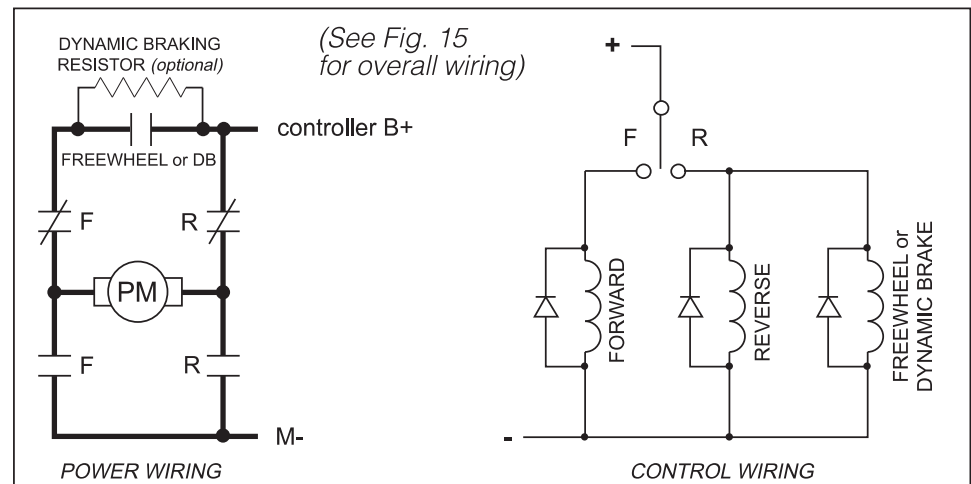 DYNAMIC BRAKING
RESISTOR (optional)
(See Fig. 15
for overall wiring)
controller B+
FREEWHEEL or DB
F
R
PM
F
R
M-
POWER WIRING
+
F
R
FORWARD
REVERSE
FREEWHEEL or
DYNAMIC BRAKE
-
CONTROL WIRING